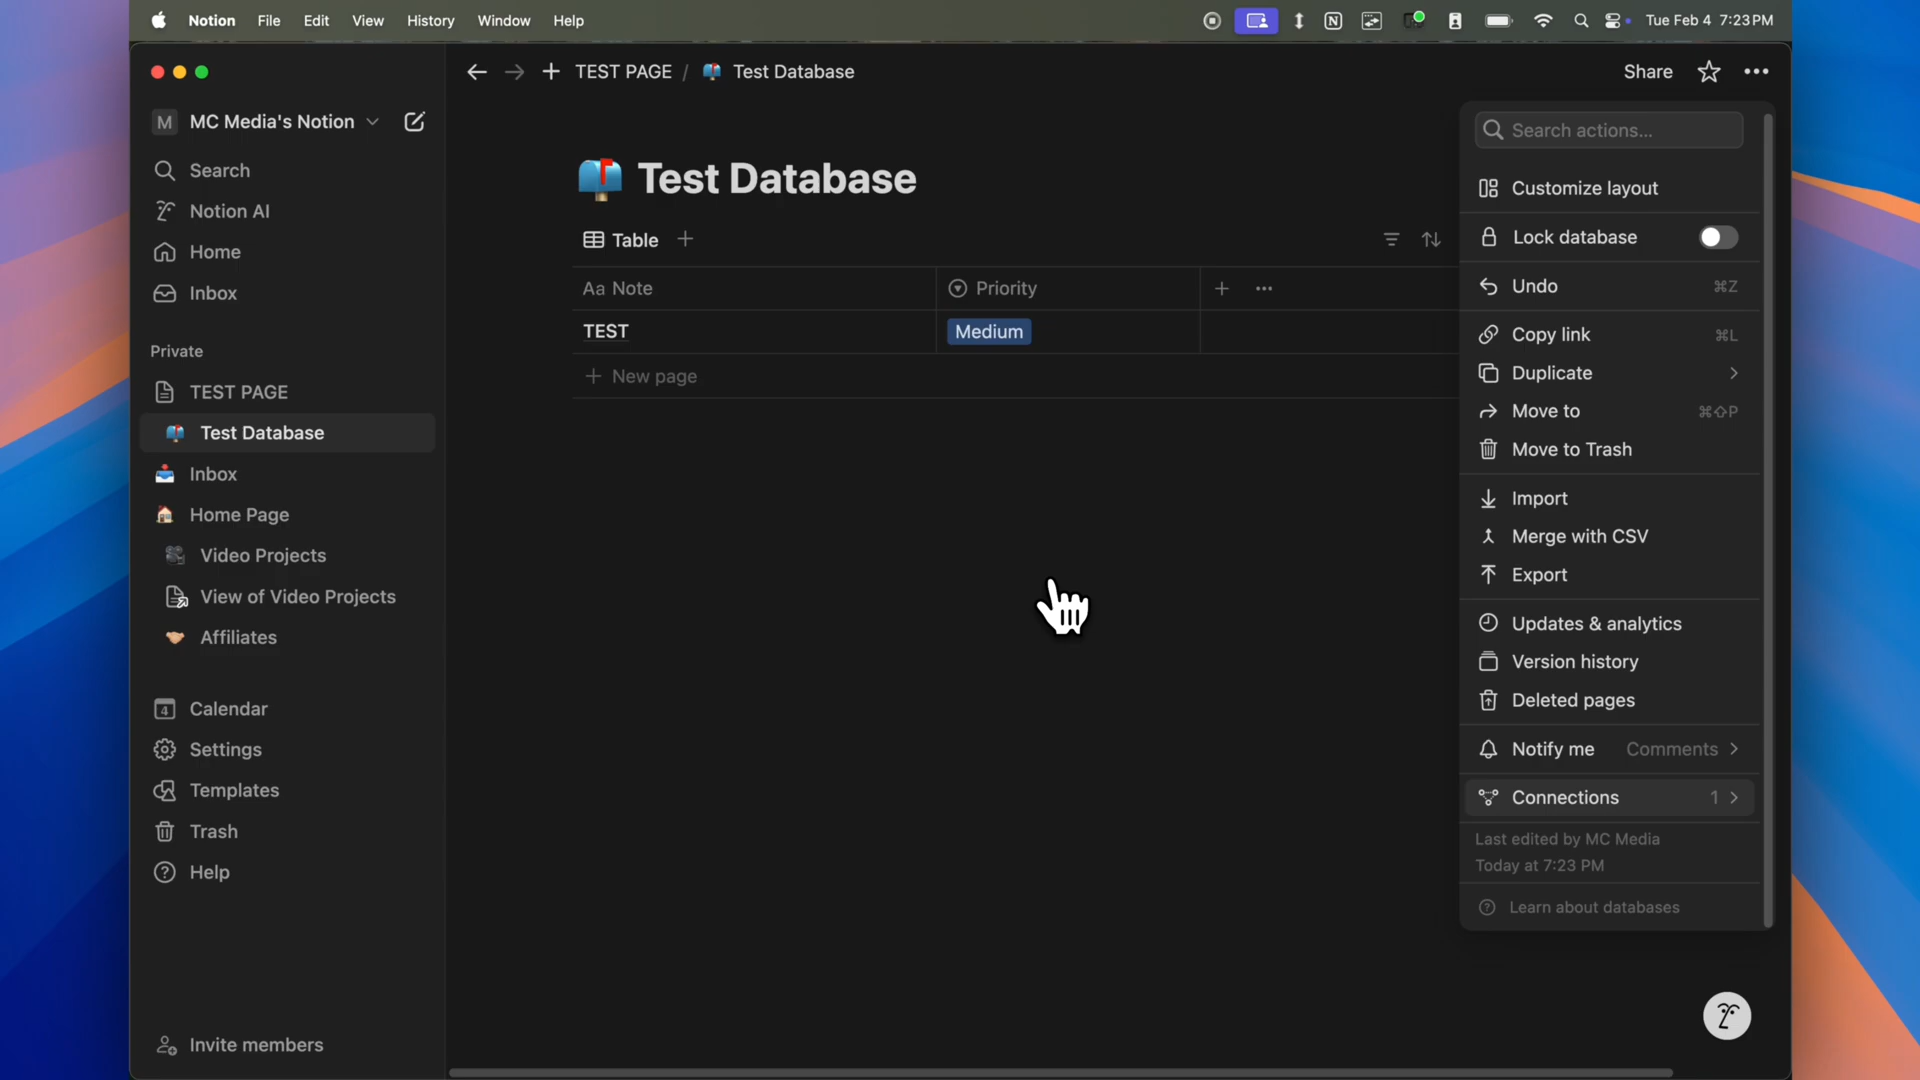 Notion File Edit View History Window Help
Tue Feb 4 7:23 PM
TEST PAGE / Test Database
Share
M MC Media's Notion
Search
Notion AI
Home
Inbox
Private
TEST PAGE
Test Database
Inbox
Home Page
Video Projects
View of Video Projects
Affiliates
4 Calendar
Settings
Templates
Trash
Help
Invite members
Test Database
Table
Aa Note Priority
TEST Medium
New page
Search actions...
Customize layout
Lock database
Undo ⌘Z
Copy link ⌘L
Duplicate
Move to ⌘⇧P
Move to Trash
Import
Merge with CSV
Export
Updates & analytics
Version history
Deleted pages
Notify me Comments
Connections 1
Last edited by MC Media
Today at 7:23 PM
Learn about databases